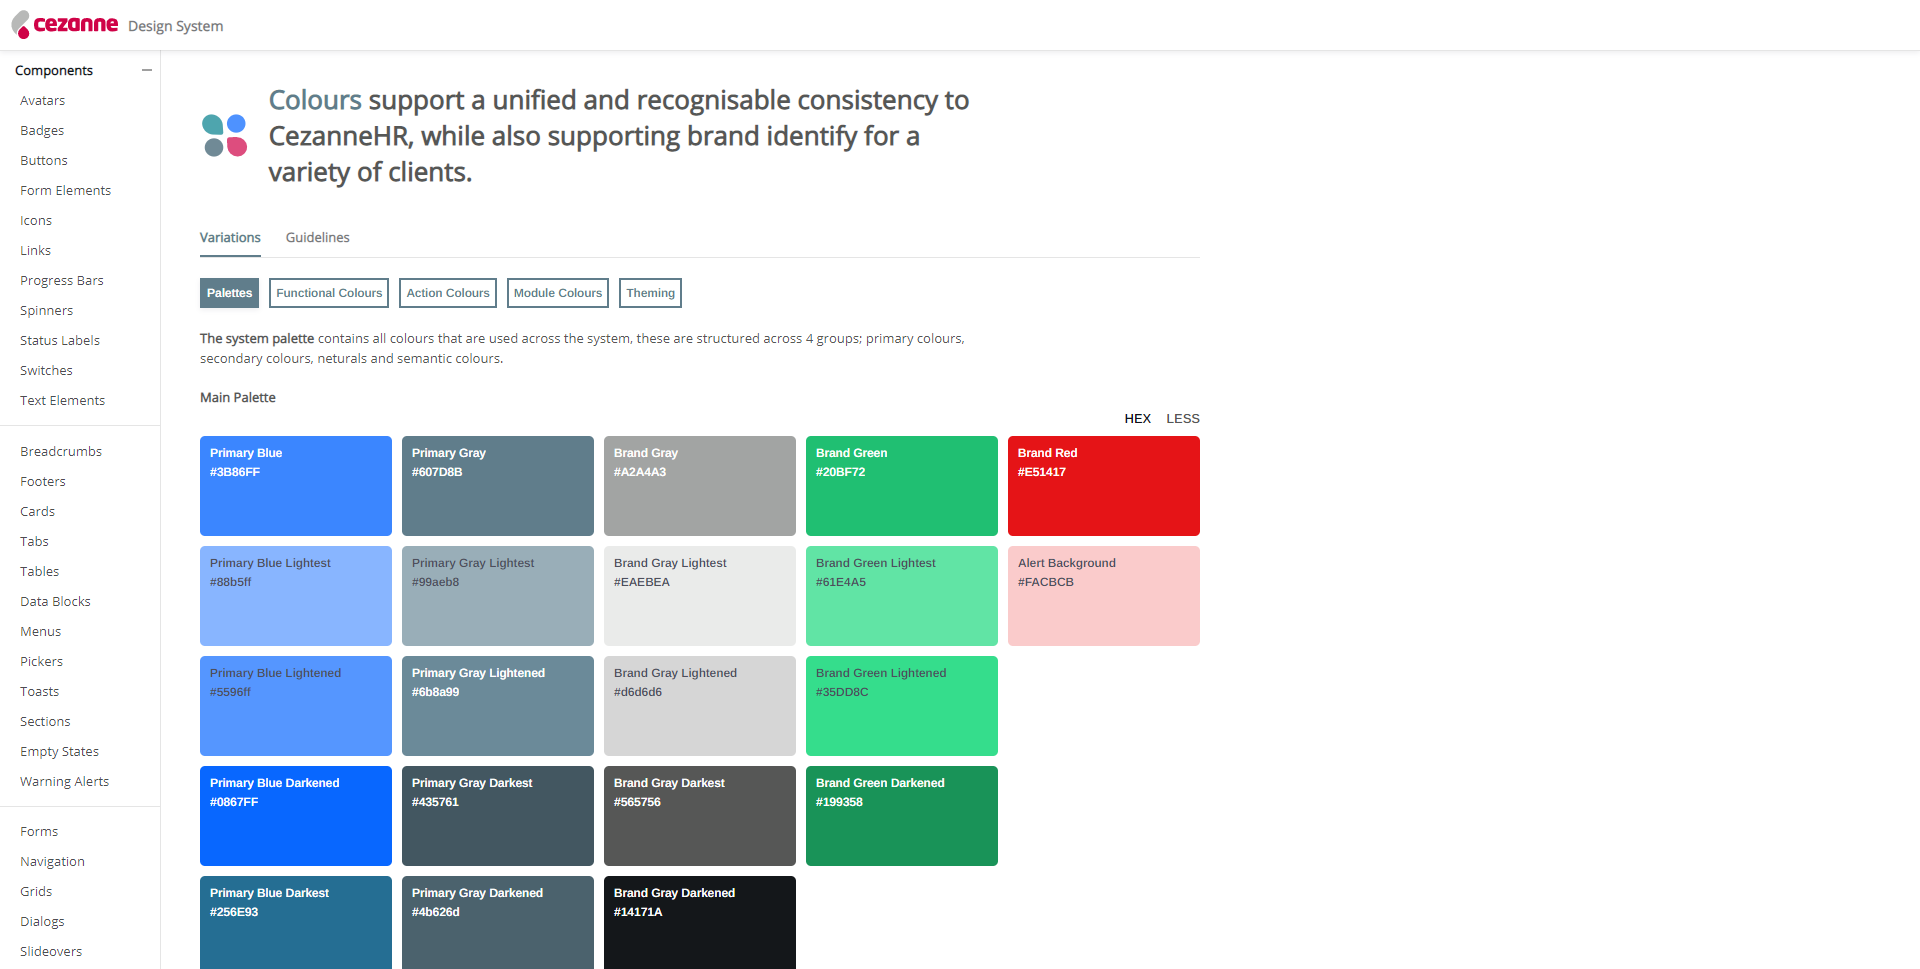 cezanne Design System
Components
Avatars
Badges
Buttons
Form Elements
Icons
Links
Progress Bars
Spinners
Status Labels
Switches
Text Elements
Breadcrumbs
Footers
Cards
Tabs
Tables
Data Blocks
Menus
Pickers
Toasts
Sections
Empty States
Warning Alerts
Forms
Navigation
Grids
Dialogs
Slideovers
Colours support a unified and recognisable consistency to
CezanneHR, while also supporting brand identify for a
variety of clients.
Variations Guidelines
Palettes Functional Colours Action Colours Module Colours Theming
The system palette contains all colours that are used across the system, these are structured across 4 groups; primary colours,
secondary colours, neturals and semantic colours.
Main Palette
HEX LESS
Primary Blue
#3B86FF
Primary Gray
#607D8B
Brand Gray
#A2A4A3
Brand Green
#20BF72
Brand Red
#E51417
Primary Blue Lightest
#88b5ff
Primary Gray Lightest
#99aeb8
Brand Gray Lightest
#EAEBEA
Brand Green Lightest
#61E4A5
Alert Background
#FACBCB
Primary Blue Lightened
#5596ff
Primary Gray Lightened
#6b8a99
Brand Gray Lightened
#d6d6d6
Brand Green Lightened
#35DD8C
Primary Blue Darkened
#0867FF
Primary Gray Darkest
#435761
Brand Gray Darkest
#565756
Brand Green Darkened
#199358
Primary Blue Darkest
#256E93
Primary Gray Darkened
#4b626d
Brand Gray Darkened
#14171A